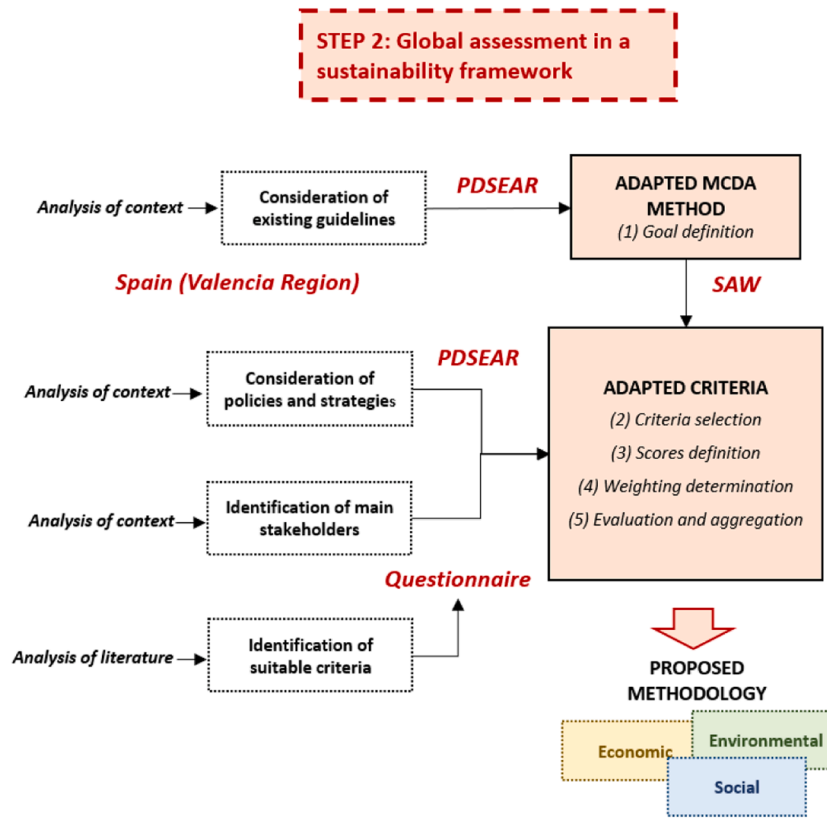 STEP 2: Global assessment in a
sustainability framework
PDSEAR
ADAPTED MCDA
METHOD
(1) Goal definition
Analysis of context
Consideration of
existing guidelines
Spain (Valencia Region)
SAW
PDSEAR
Analysis of context
Consideration of
policies and strategies
ADAPTED CRITERIA
(2) Criteria selection
(3) Scores definition
(4) Weighting determination
(5) Evaluation and aggregation
Analysis of context
Identification of main
stakeholders
Questionnaire
Analysis of literature
Identification of
suitable criteria
PROPOSED
METHODOLOGY
Economic
Environmental
Social